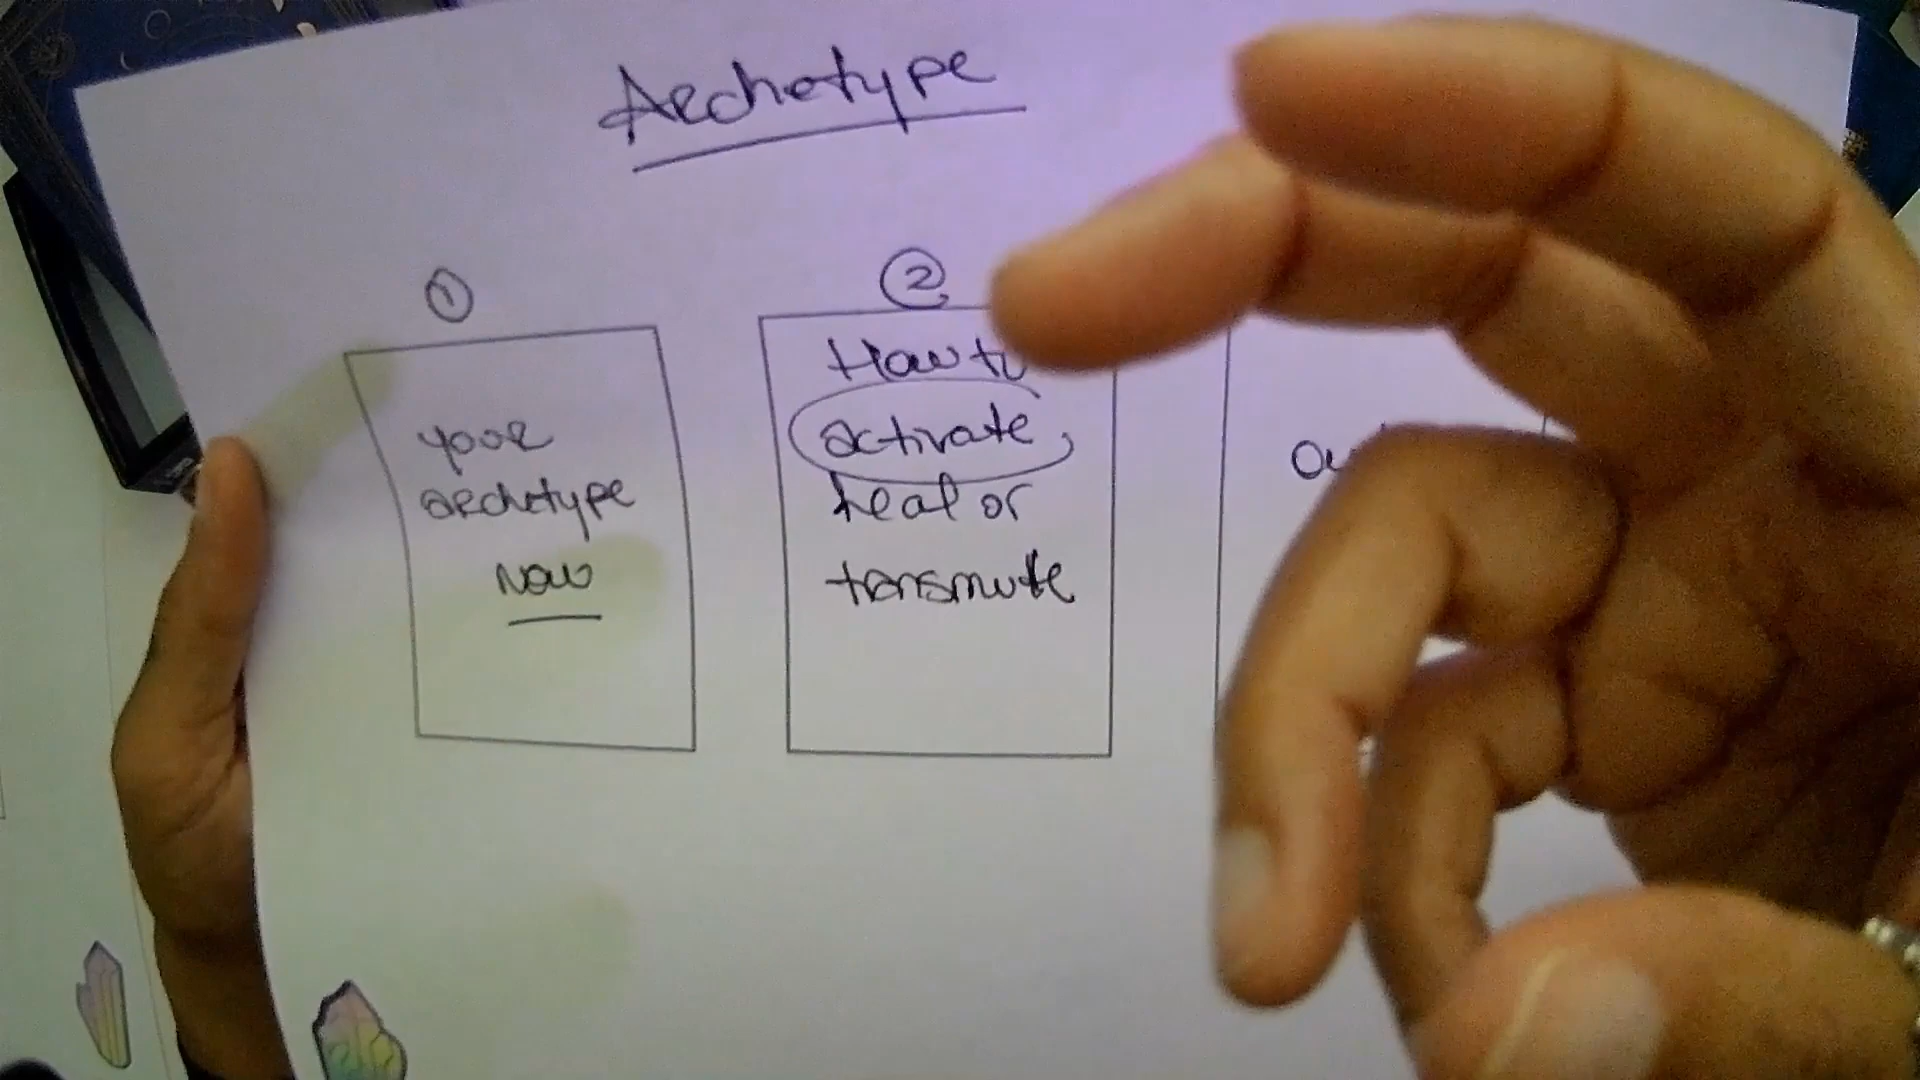 Archetype
1
your
archetype
Now
2
How to
activate,
heal or
transmute